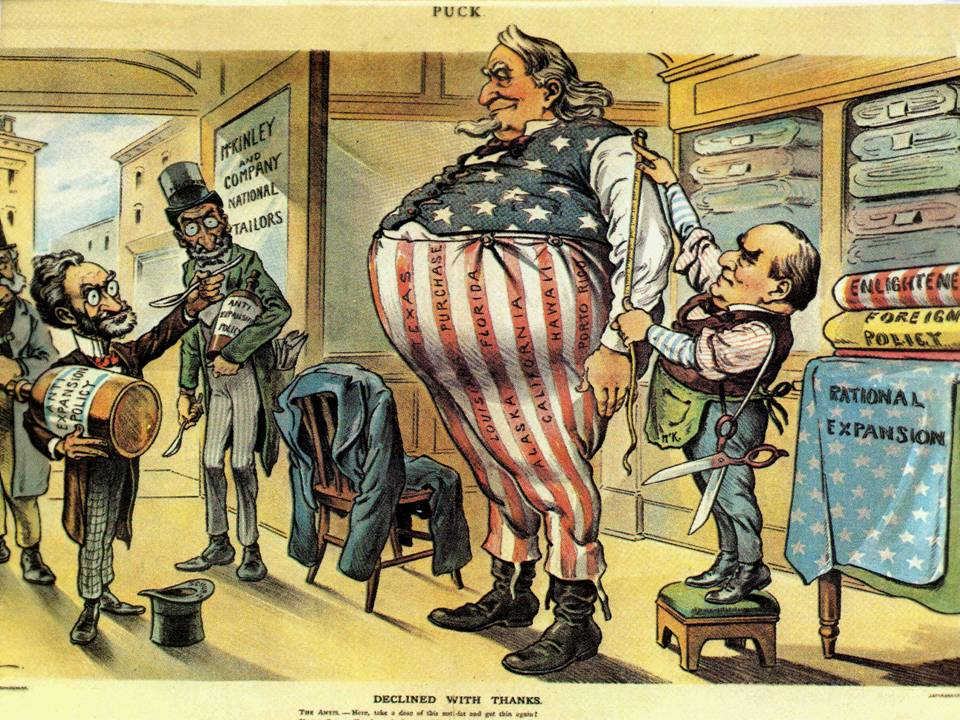 PUCK
McKINLEY
AND
COMPANY
NATIONAL
TAILORS
ANTI
EXPANSION
POLICY
ANTI
EXPANSION
POLICY
TEXAS
LOUISIANA PURCHASE
FLORIDA
ALASKA
CALIFORNIA
HAWAII
PORTO RICO
McK.
ENLIGHTENE
FOREIGN
POLICY
RATIONAL
EXPANSION
DECLINED WITH THANKS.
THE ANTIS. — Here, take a dose of this anti-fat and get thin again!